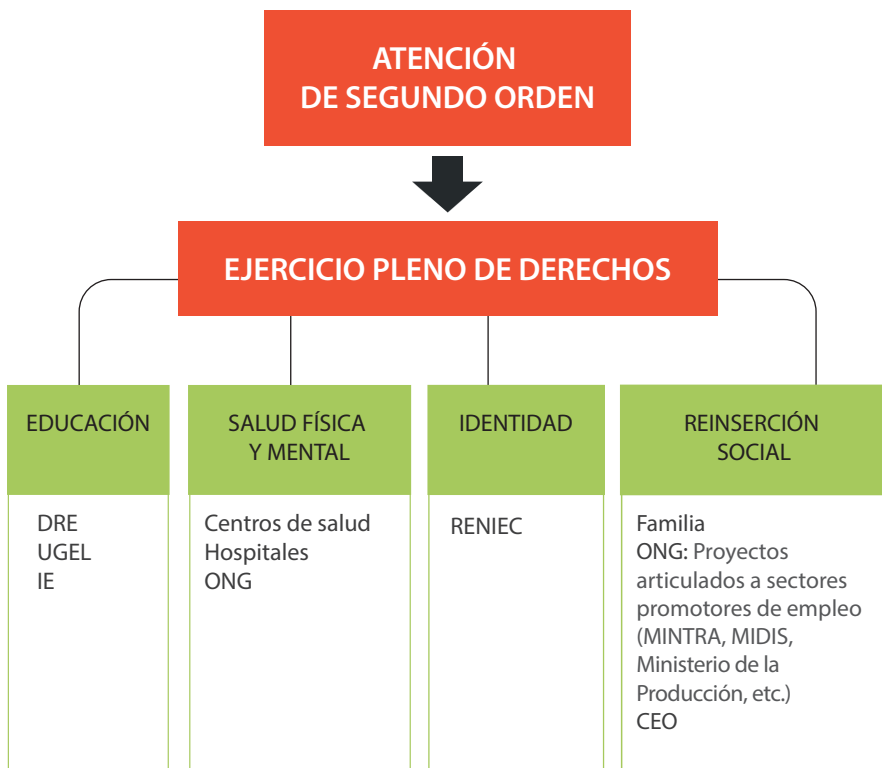 ATENCIÓN
DE SEGUNDO ORDEN
EJERCICIO PLENO DE DERECHOS
EDUCACIÓN
DRE
UGEL
IE
SALUD FÍSICA
Y MENTAL
Centros de salud
Hospitales
ONG
IDENTIDAD
RENIEC
REINSERCIÓN
SOCIAL
Familia
ONG: Proyectos
articulados a sectores
promotores de empleo
(MINTRA, MIDIS,
Ministerio de la
Producción, etc.)
CEO